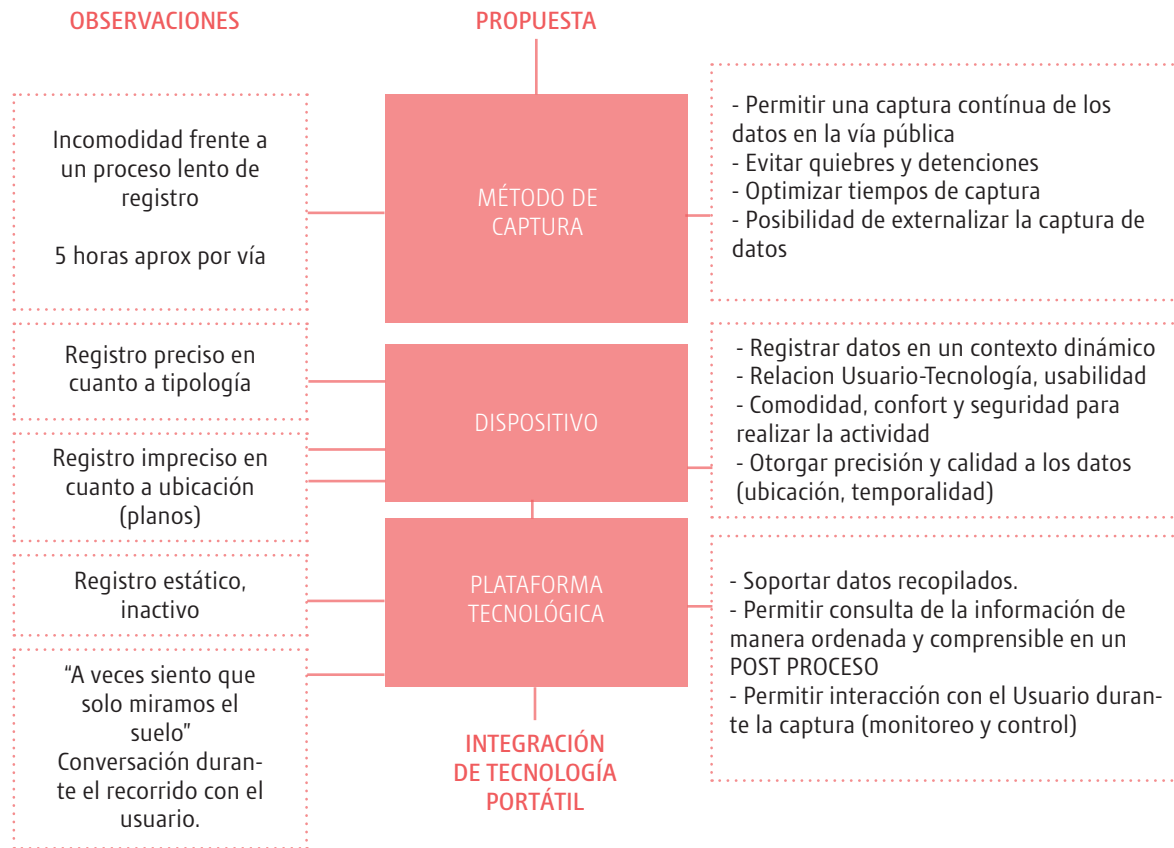 OBSERVACIONES
PROPUESTA
Incomodidad frente a
un proceso lento de
registro
5 horas aprox por vía
MÉTODO DE
CAPTURA
- Permitir una captura contínua de los
datos en la vía pública
- Evitar quiebres y detenciones
- Optimizar tiempos de captura
- Posibilidad de externalizar la captura de
datos
Registro preciso en
cuanto a tipología
Registro impreciso en
cuanto a ubicación
(planos)
DISPOSITIVO
- Registrar datos en un contexto dinámico
- Relacion Usuario-Tecnología, usabilidad
- Comodidad, confort y seguridad para
realizar la actividad
- Otorgar precisión y calidad a los datos
(ubicación, temporalidad)
Registro estático,
inactivo
“A veces siento que
solo miramos el
suelo”
Conversación duran-
te el recorrido con el
usuario.
PLATAFORMA
TECNOLÓGICA
- Soportar datos recopilados.
- Permitir consulta de la información de
manera ordenada y comprensible en un
POST PROCESO
- Permitir interacción con el Usuario duran-
te la captura (monitoreo y control)
INTEGRACIÓN
DE TECNOLOGÍA
PORTÁTIL